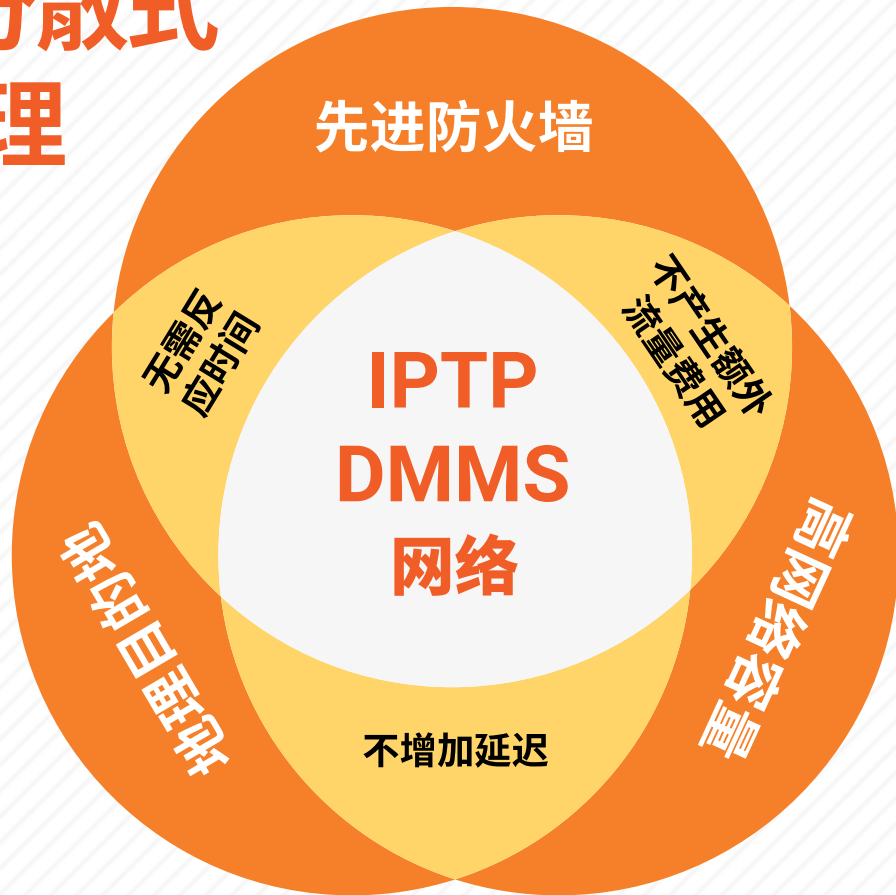 分散式
理
先进防火墙
无需反
应时间
不产生额外
流量费用
IPTP
DMMS
网络
地理目的地
高网络容量
不增加延迟